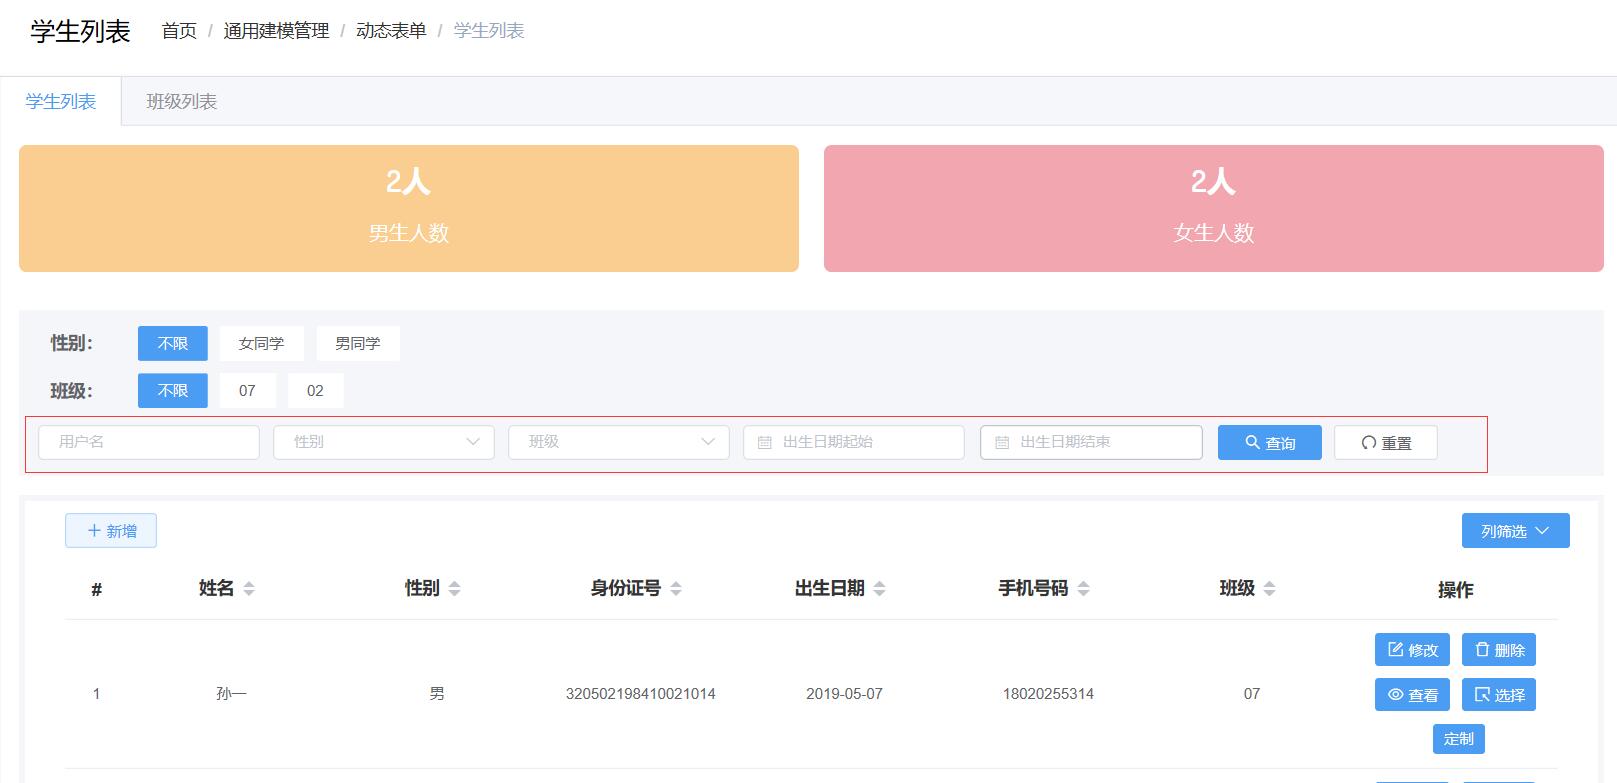 学生列表 首页 / 通用建模管理 / 动态表单 / 学生列表
学生列表 班级列表
2人 2人
男生人数 女生人数
性别： 不限 女同学 男同学
班级： 不限 07 02
用户名 性别 班级 出生日期起始 出生日期结束 查询 重置
新增 列筛选
# 姓名 性别 身份证号 出生日期 手机号码 班级 操作
修改 删除
1 孙一 男 320502198410021014 2019-05-07 18020255314 07
查看 选择
定制